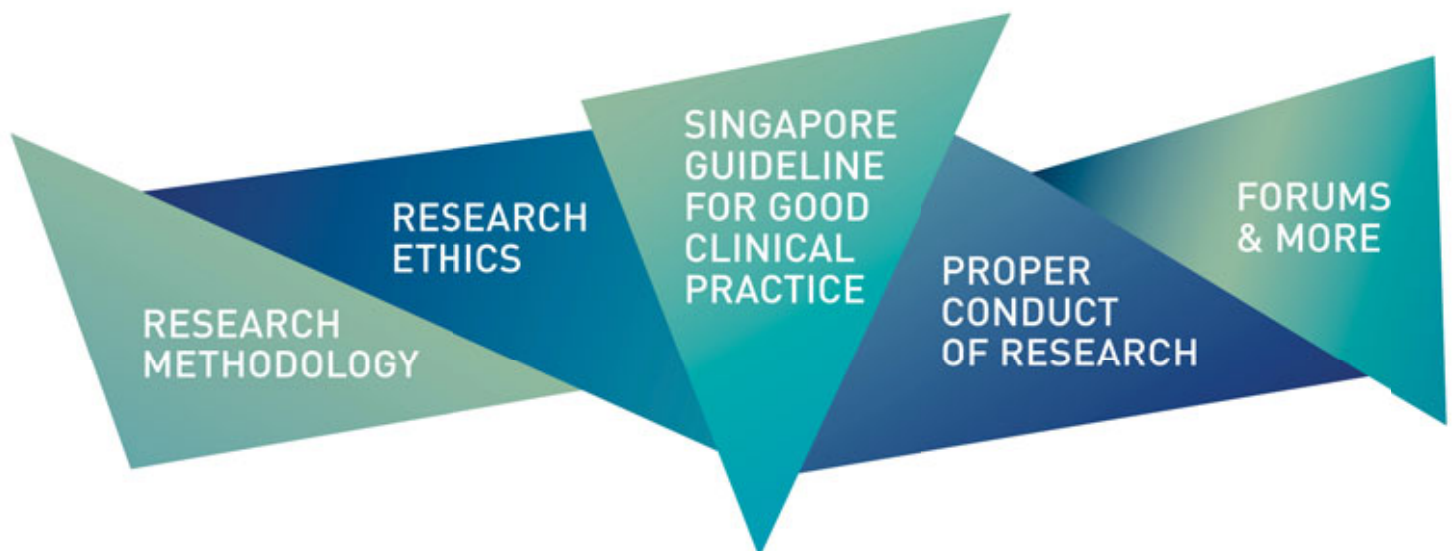 RESEARCH
METHODOLOGY
RESEARCH
ETHICS
SINGAPORE
GUIDELINE
FOR GOOD
CLINICAL
PRACTICE
PROPER
CONDUCT
OF RESEARCH
FORUMS
& MORE